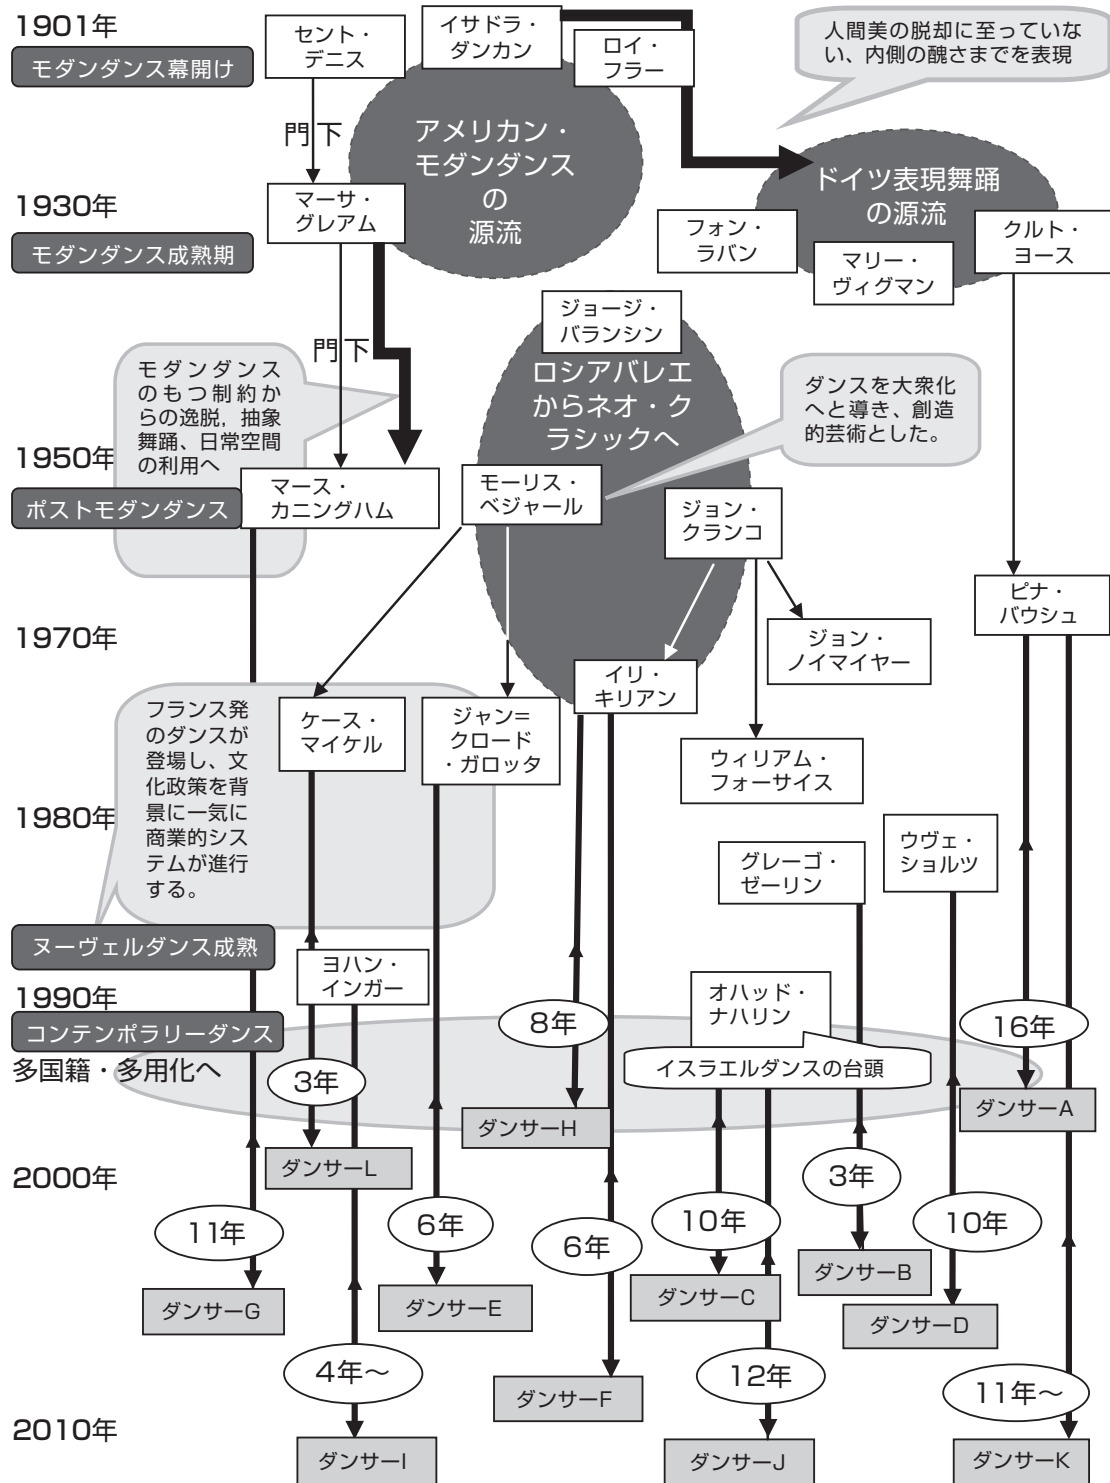 1901年
モダンダンス幕開け
セント・
デニス
イサドラ・
ダンカン
ロイ・
フラー
人間美の脱却に至っていな
い、内側の醜さまでを表現
門下
アメリカン・
モダンダンス
の
源流
ドイツ表現舞踊
の源流
1930年
モダンダンス成熟期
マーサ・
グレアム
フォン・
ラバン
マリー・
ヴィグマン
クルト・
ヨース
ジョージ・
バランシン
門下
モダンダンス
のもつ制約か
らの逸脱，抽象
舞踊、日常空間
の利用へ
ロシアバレエ
からネオ・ク
ラシックへ
ダンスを大衆化
へと導き、創造
的芸術とした。
1950年
ポストモダンダンス
マース・
カニングハム
モーリス・
ベジャール
ジョン・
クランコ
ピナ・
バウシュ
1970年
ジョン・
ノイマイヤー
イリ・
キリアン
フランス発
のダンスが
登場し、文
化政策を背
景に一気に
商業的シス
テムが進行
する。
ケース・
マイケル
ジャン＝
クロード
・ガロッタ
ウィリアム・
フォーサイス
1980年
グレーゴ・
ゼーリン
ウヴェ・
ショルツ
ヌーヴェルダンス成熟
ヨハン・
インガー
1990年
コンテンポラリーダンス
多国籍・多用化へ
オハッド・
ナハリン
8年
16年
イスラエルダンスの台頭
3年
ダンサーH
ダンサーA
2000年
ダンサーL
3年
11年
6年
6年
10年
10年
ダンサーB
ダンサーG
ダンサーE
ダンサーC
ダンサーD
4年～
12年
11年～
ダンサーF
2010年
ダンサーI
ダンサーJ
ダンサーK